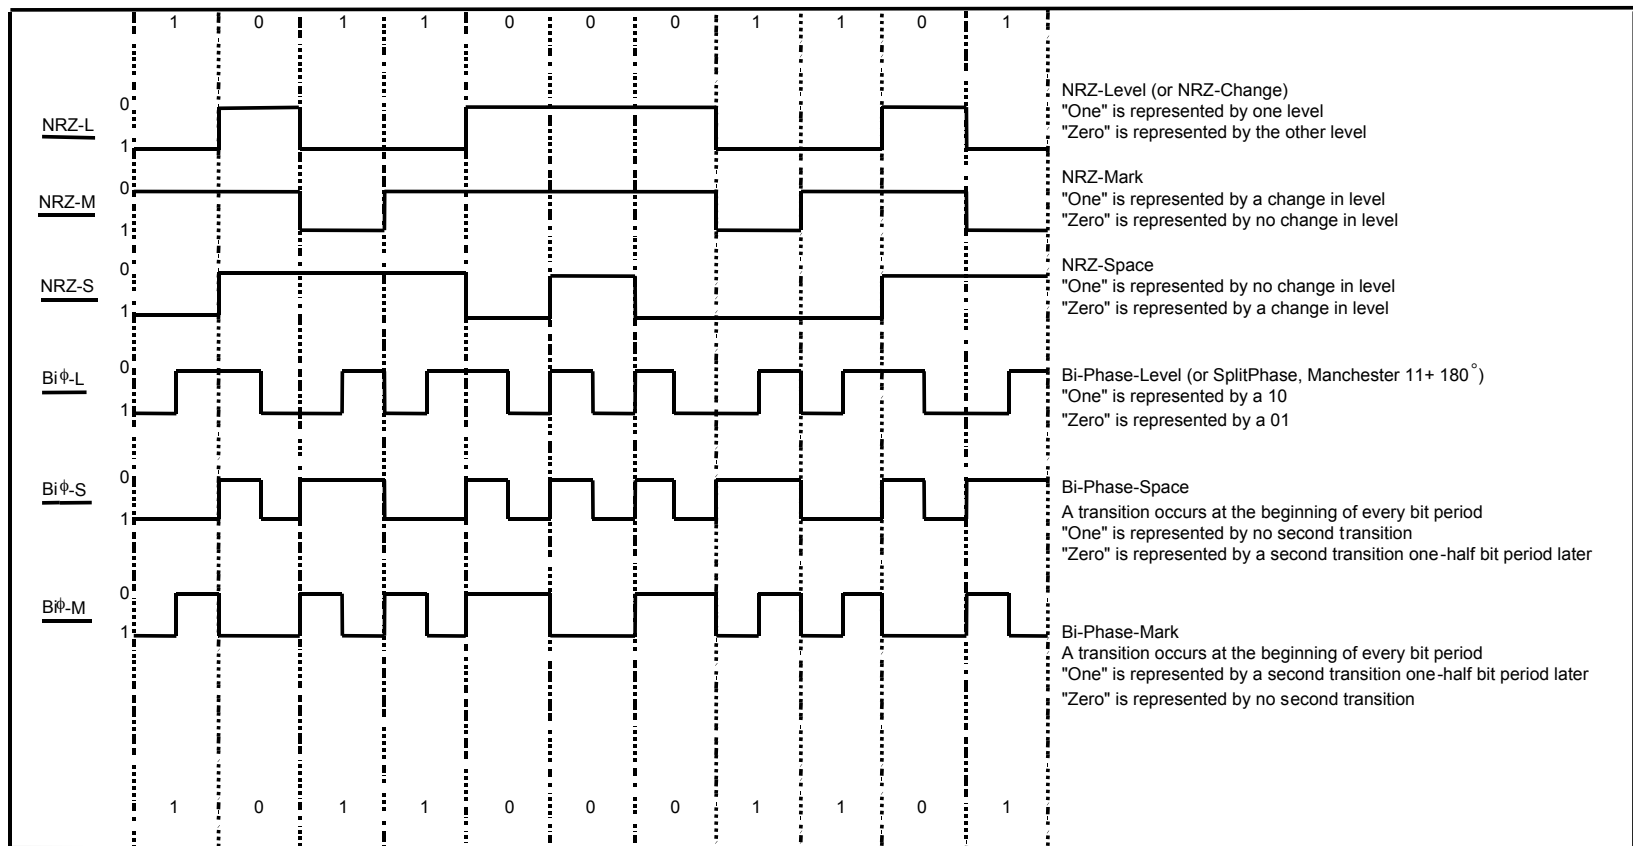 1 0 1 1 0 0 0 1 1 0 1
NRZ-L
0
1
NRZ-Level (or NRZ-Change)
"One" is represented by one level
"Zero" is represented by the other level
NRZ-M
0
1
NRZ-Mark
"One" is represented by a change in level
"Zero" is represented by no change in level
NRZ-S
0
1
NRZ-Space
"One" is represented by no change in level
"Zero" is represented by a change in level
Biϕ-L
0
1
Bi-Phase-Level (or SplitPhase, Manchester 11+ 180°)
"One" is represented by a 10
"Zero" is represented by a 01
Biϕ-S
0
1
Bi-Phase-Space
A transition occurs at the beginning of every bit period
"One" is represented by no second transition
"Zero" is represented by a second transition one-half bit period later
Biϕ-M
0
1
Bi-Phase-Mark
A transition occurs at the beginning of every bit period
"One" is represented by a second transition one-half bit period later
"Zero" is represented by no second transition
1 0 1 1 0 0 0 1 1 0 1